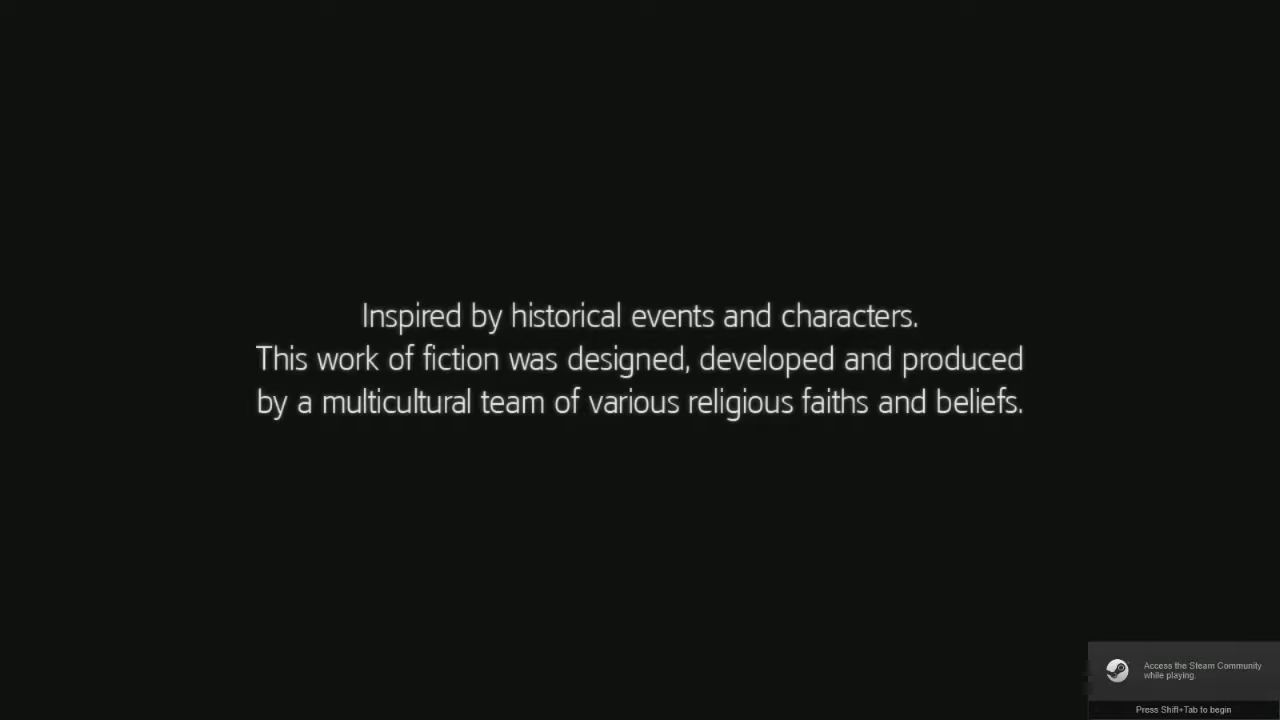 Inspired by historical events and characters.
This work of fiction was designed, developed and produced
by a multicultural team of various religious faiths and beliefs.
Access the Steam Community
while playing.
Press Shift+Tab to begin